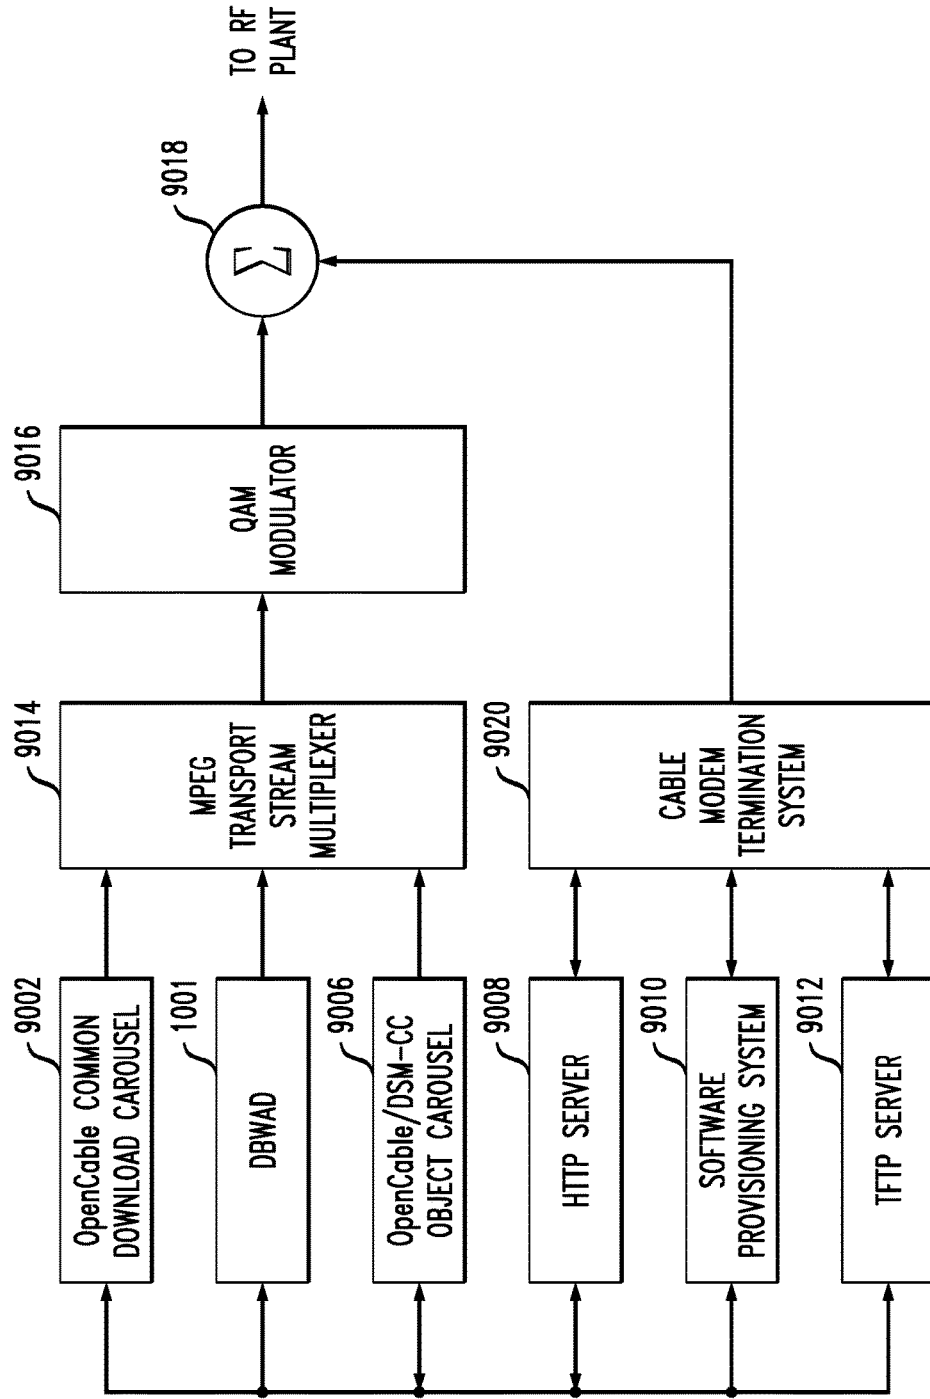 9002
OpenCable COMMON
DOWNLOAD CAROUSEL
1001
DBWAD
9006
OpenCable/DSM-CC
OBJECT CAROUSEL
9008
HTTP SERVER
9010
SOFTWARE
PROVISIONING SYSTEM
9012
TFTP SERVER
9014
MPEG
TRANSPORT
STREAM
MULTIPLEXER
9020
CABLE
MODEM
TERMINATION
SYSTEM
9016
QAM
MODULATOR
9018
Σ
TO RF
PLANT